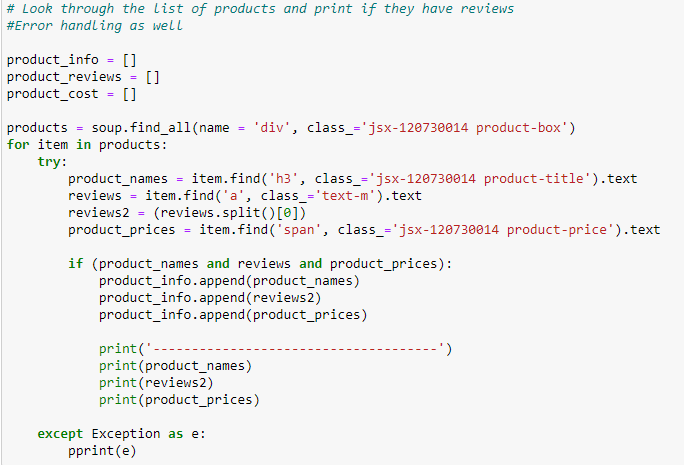 # Look through the list of products and print if they have reviews
#Error handling as well
product_info = []
product_reviews = []
product_cost = []
products = soup.find_all(name = 'div', class_='jsx-120730014 product-box')
for item in products:
try:
product_names = item.find('h3', class_='jsx-120730014 product-title').text
reviews = item.find('a', class_='text-m').text
reviews2 = (reviews.split()[0])
product_prices = item.find('span', class_='jsx-120730014 product-price').text
if (product_names and reviews and product_prices):
product_info.append(product_names)
product_info.append(reviews2)
product_info.append(product_prices)
print('-------------------------------------')
print(product_names)
print(reviews2)
print(product_prices)
except Exception as e:
pprint(e)